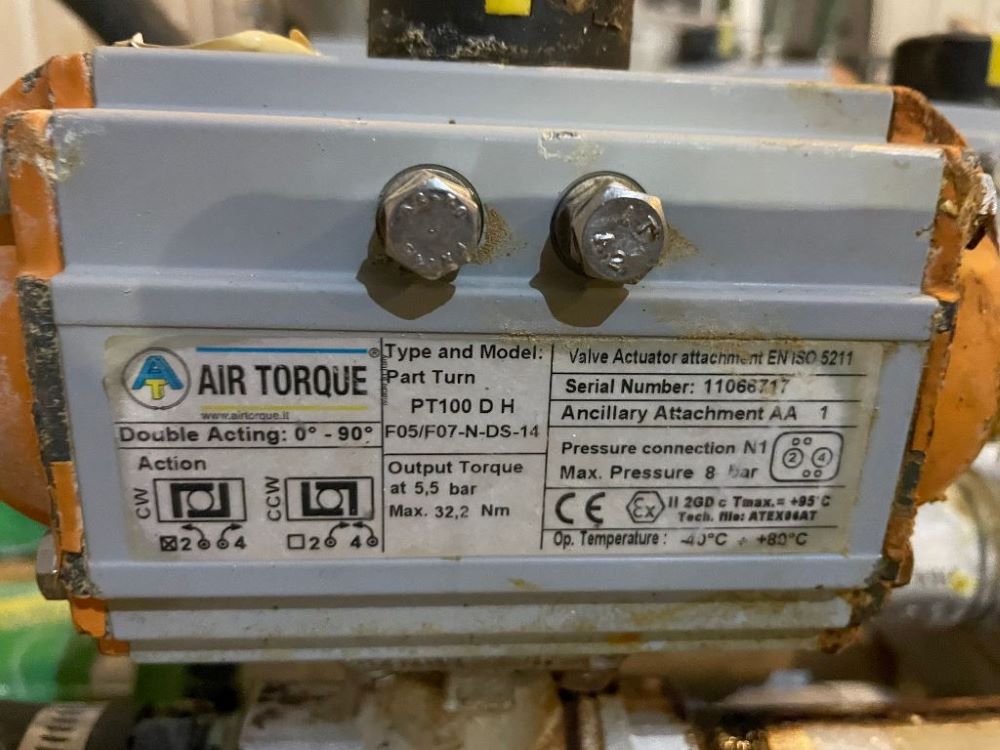 AT
AIR TORQUE ®
www.airtorque.it
Double Acting: 0° - 90°
Action
CW
CCW
☒2 4
☐2 4
Type and Model:
Part Turn
PT100 D H
F05/F07-N-DS-14
Output Torque
at 5,5 bar
Max. 32,2 Nm
Valve Actuator attachment EN ISO 5211
Serial Number: 11066717
Ancillary Attachment AA 1
Pressure connection N1
Max. Pressure 8 bar
2 4
CE Ex II 2GD c Tmax.= +95°C
Tech. file: ATEX04AT
Op. Temperature : -40°C ÷ +80°C